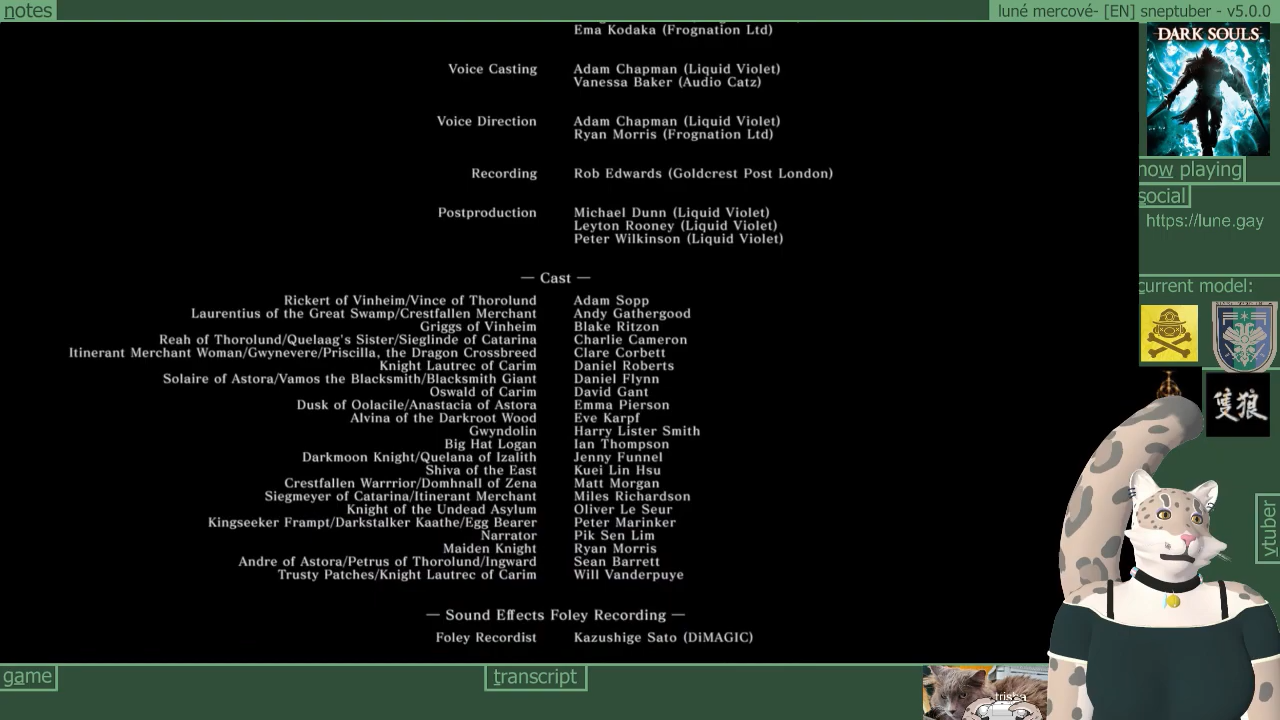 notes
luné mercové- [EN] sneptuber - v5.0.0
Ema Kodaka (Frognation Ltd)
Voice Casting Adam Chapman (Liquid Violet)
Vanessa Baker (Audio Catz)
Voice Direction Adam Chapman (Liquid Violet)
Ryan Morris (Frognation Ltd)
Recording Rob Edwards (Goldcrest Post London)
Postproduction Michael Dunn (Liquid Violet)
Leyton Rooney (Liquid Violet)
Peter Wilkinson (Liquid Violet)
— Cast —
Rickert of Vinheim/Vince of Thorolund Adam Sopp
Laurentius of the Great Swamp/Crestfallen Merchant Andy Gathergood
Griggs of Vinheim Blake Ritzon
Reah of Thorolund/Quelaag's Sister/Sieglinde of Catarina Charlie Cameron
Itinerant Merchant Woman/Gwynevere/Priscilla, the Dragon Crossbreed Clare Corbett
Knight Lautrec of Carim Daniel Roberts
Solaire of Astora/Vamos the Blacksmith/Blacksmith Giant Daniel Flynn
Oswald of Carim David Gant
Dusk of Oolacile/Anastacia of Astora Emma Pierson
Alvina of the Darkroot Wood Eve Karpf
Gwyndolin Harry Lister Smith
Big Hat Logan Ian Thompson
Darkmoon Knight/Quelana of Izalith Jenny Funnel
Shiva of the East Kuei Lin Hsu
Crestfallen Warrrior/Domhnall of Zena Matt Morgan
Siegmeyer of Catarina/Itinerant Merchant Miles Richardson
Knight of the Undead Asylum Oliver Le Seur
Kingseeker Frampt/Darkstalker Kaathe/Egg Bearer Peter Marinker
Narrator Pik Sen Lim
Maiden Knight Ryan Morris
Andre of Astora/Petrus of Thorolund/Ingward Sean Barrett
Trusty Patches/Knight Lautrec of Carim Will Vanderpuye
— Sound Effects Foley Recording —
Foley Recordist Kazushige Sato (DiMAGIC)
DARK SOULS
now playing
social
https://lune.gay
current model:
隻狼
vtuber
game
transcript